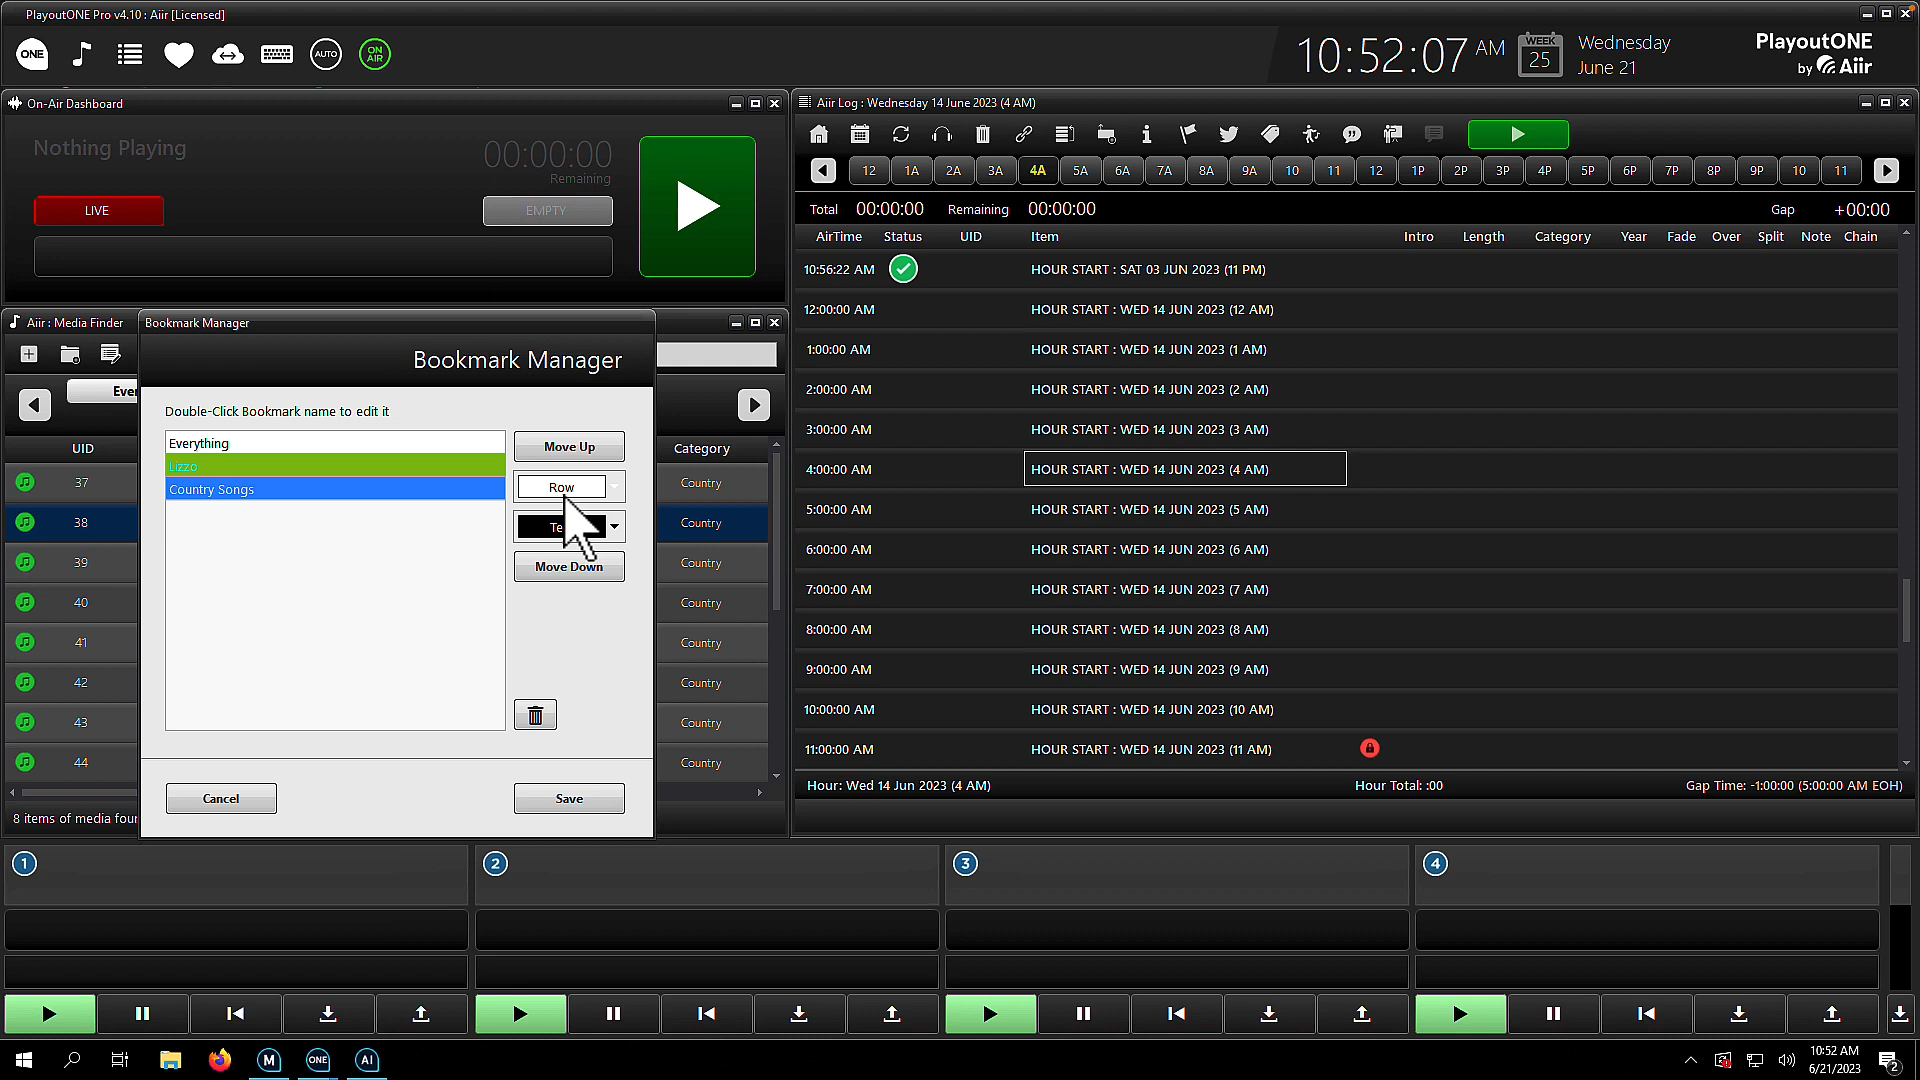 PlayoutONE Pro v4.10 : Aiir [Licensed]
ONE
AUTO
ON AIR
10:52:07 AM
WEEK 25
Wednesday
June 21
PlayoutONE
by Aiir
On-Air Dashboard
Nothing Playing
00:00:00
Remaining
LIVE
EMPTY
Aiir Log : Wednesday 14 June 2023 (4 AM)
12 1A 2A 3A 4A 5A 6A 7A 8A 9A 10 11 12 1P 2P 3P 4P 5P 6P 7P 8P 9P 10 11
Total 00:00:00 Remaining 00:00:00 Gap +00:00
AirTime Status UID Item Intro Length Category Year Fade Over Split Note Chain
10:56:22 AM HOUR START : SAT 03 JUN 2023 (11 PM)
12:00:00 AM HOUR START : WED 14 JUN 2023 (12 AM)
1:00:00 AM HOUR START : WED 14 JUN 2023 (1 AM)
2:00:00 AM HOUR START : WED 14 JUN 2023 (2 AM)
3:00:00 AM HOUR START : WED 14 JUN 2023 (3 AM)
4:00:00 AM HOUR START : WED 14 JUN 2023 (4 AM)
5:00:00 AM HOUR START : WED 14 JUN 2023 (5 AM)
6:00:00 AM HOUR START : WED 14 JUN 2023 (6 AM)
7:00:00 AM HOUR START : WED 14 JUN 2023 (7 AM)
8:00:00 AM HOUR START : WED 14 JUN 2023 (8 AM)
9:00:00 AM HOUR START : WED 14 JUN 2023 (9 AM)
10:00:00 AM HOUR START : WED 14 JUN 2023 (10 AM)
11:00:00 AM HOUR START : WED 14 JUN 2023 (11 AM)
Hour: Wed 14 Jun 2023 (4 AM) Hour Total: :00 Gap Time: -1:00:00 (5:00:00 AM EOH)
Aiir : Media Finder
UID Category
37 Country
38 Country
39 Country
40 Country
41 Country
42 Country
43 Country
44 Country
8 items of media
Bookmark Manager
Bookmark Manager
Double-Click Bookmark name to edit it
Everything
Lizzo
Country Songs
Move Up
Row
Move Down
Cancel
Save
1
2
3
4
M
ONE
AI
10:52 AM
6/21/2023
2